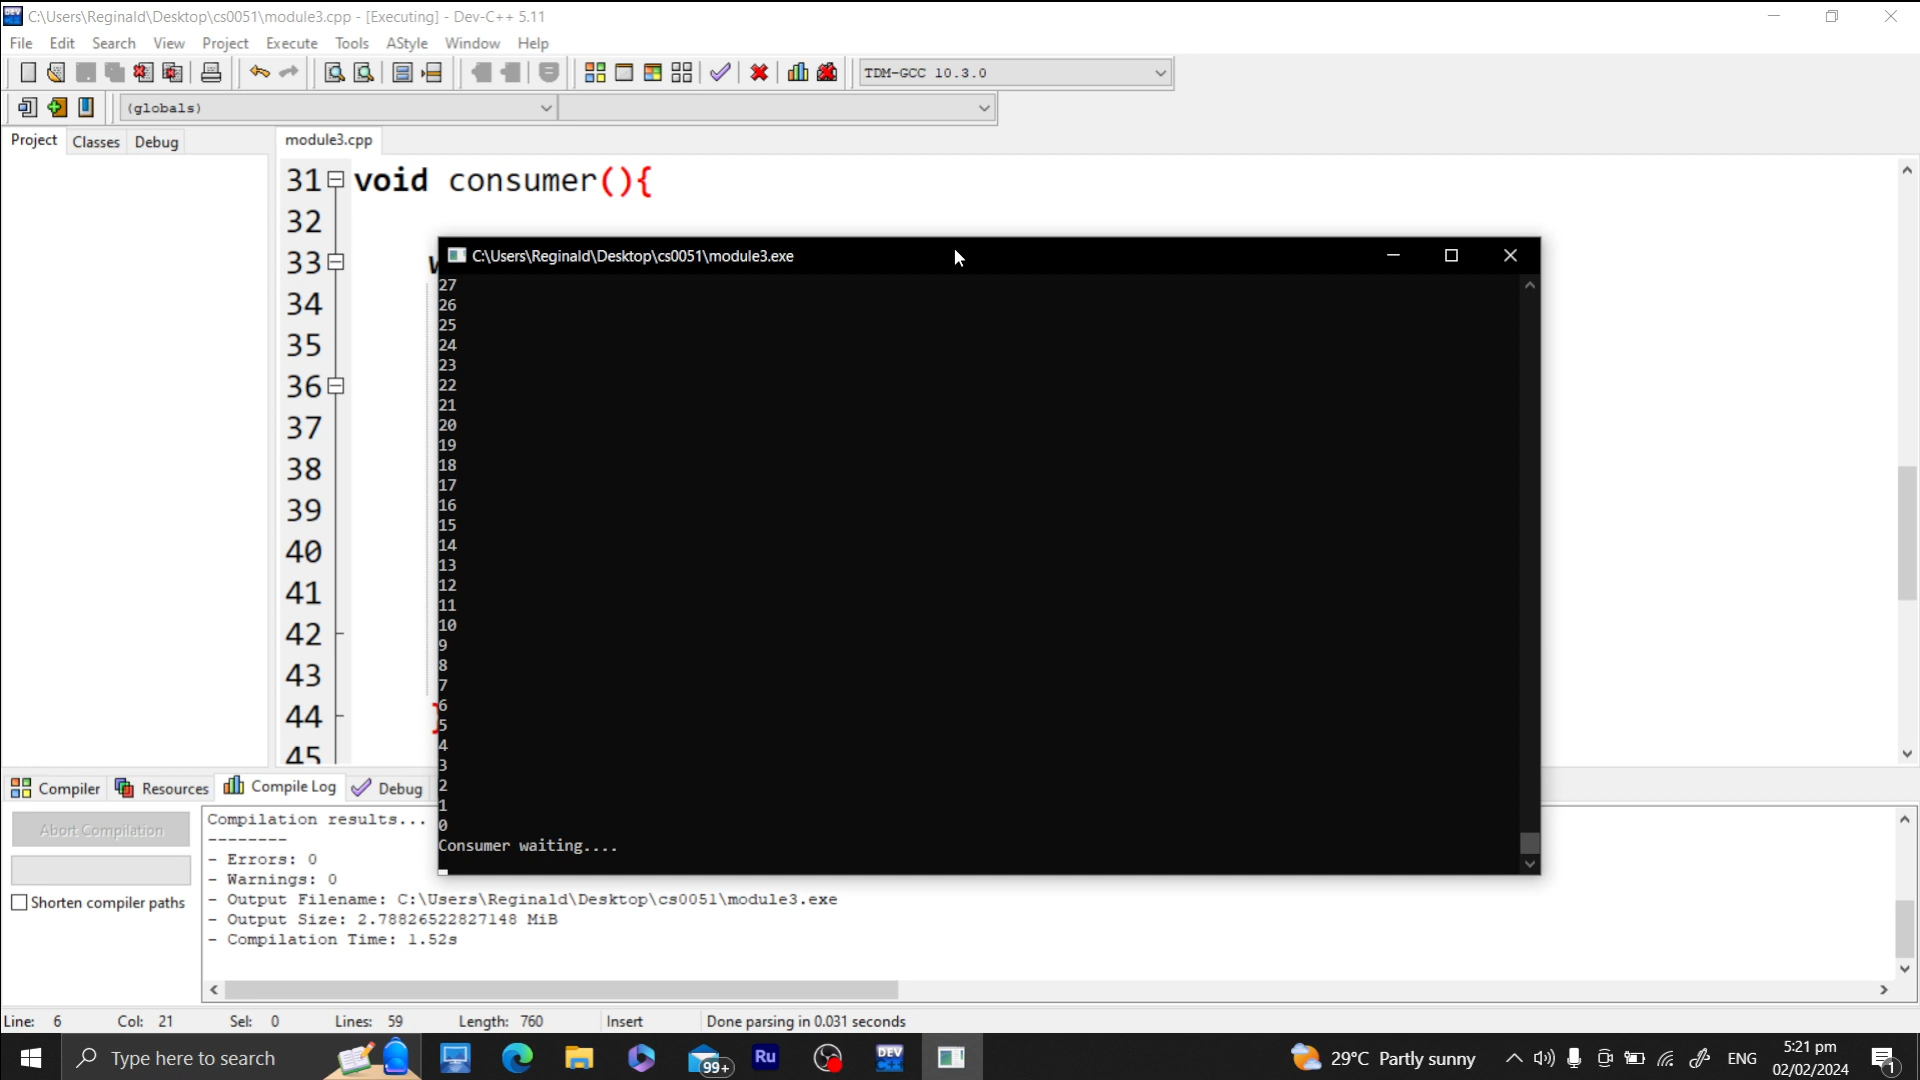 C:\Users\Reginald\Desktop\cs0051\module3.cpp - [Executing] - Dev-C++ 5.11
File Edit Search View Project Execute Tools AStyle Window Help
TDM-GCC 10.3.0
(globals)
Project Classes Debug
module3.cpp
31 void consumer(){
32
33 w
34
35
36
37
38
39
40
41
42
43
44 }
45
C:\Users\Reginald\Desktop\cs0051\module3.exe
27
26
25
24
23
22
21
20
19
18
17
16
15
14
13
12
11
10
9
8
7
6
5
4
3
2
1
0
Consumer waiting....
Compiler Resources Compile Log Debug
Abort Compilation
Shorten compiler paths
Compilation results...
--------
- Errors: 0
- Warnings: 0
- Output Filename: C:\Users\Reginald\Desktop\cs0051\module3.exe
- Output Size: 2.78826522827148 MiB
- Compilation Time: 1.52s
Line: 6 Col: 21 Sel: 0 Lines: 59 Length: 760 Insert Done parsing in 0.031 seconds
Type here to search
99+
Ru
DEV
C++
29°C Partly sunny
ENG
5:21 pm
02/02/2024
1